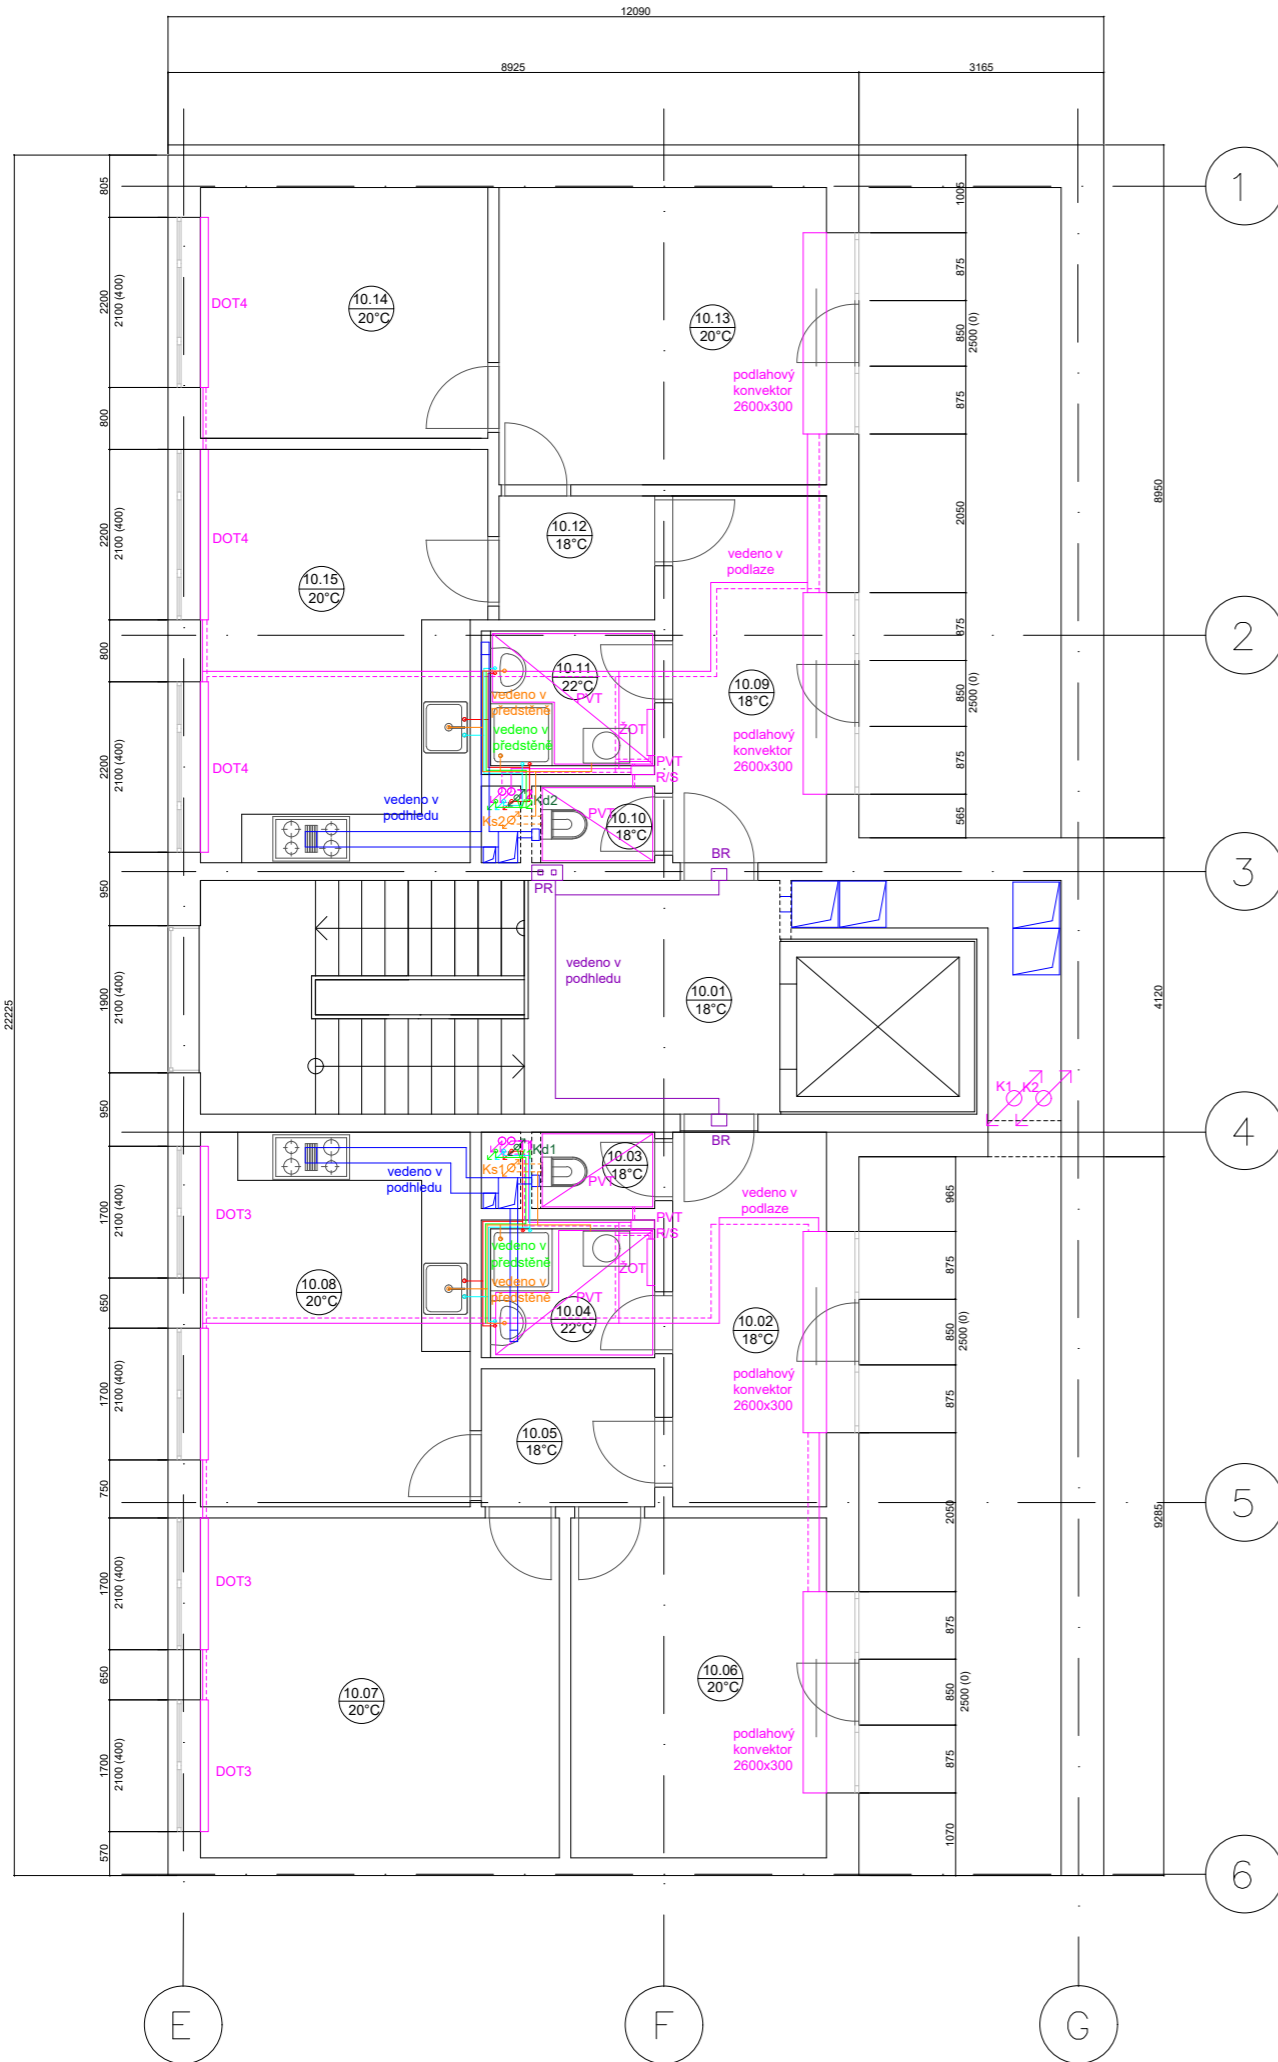 12090
8925
3165
1
805
1005
2200
2100 (400)
DOT4
10.14
20°C
10.13
20°C
875
850
2500 (0)
podlahový
konvektor
2600x300
875
800
8950
2200
2100 (400)
DOT4
10.12
18°C
2050
vedeno v
podlaze
10.15
20°C
2
800
875
10.11
22°C
PVT
10.09
18°C
850
2500 (0)
vedeno v
předstěně
vedeno v
předstěně
ŽOT
podlahový
konvektor
2600x300
2200
2100 (400)
DOT4
PVT
R/S
875
vedeno v
podhledu
Kd2
Ks2
PVT
10.10
18°C
565
BR
3
PR
950
vedeno v
podhledu
1900
2100 (400)
10.01
18°C
4120
22225
K1
K2
950
4
BR
Kd1
Ks1
10.03
18°C
PVT
vedeno v
podhledu
vedeno v
podlaze
965
1700
2100 (400)
DOT3
PVT
R/S
vedeno v
předstěně
875
ŽOT
10.08
20°C
vedeno v
předstěně
PVT
650
10.04
22°C
10.02
18°C
850
2500 (0)
podlahový
konvektor
2600x300
1700
2100 (400)
875
10.05
18°C
750
5
2050
9285
1700
2100 (400)
DOT3
875
650
10.07
20°C
10.06
20°C
850
2500 (0)
podlahový
konvektor
2600x300
1700
2100 (400)
DOT3
875
570
1070
6
E
F
G